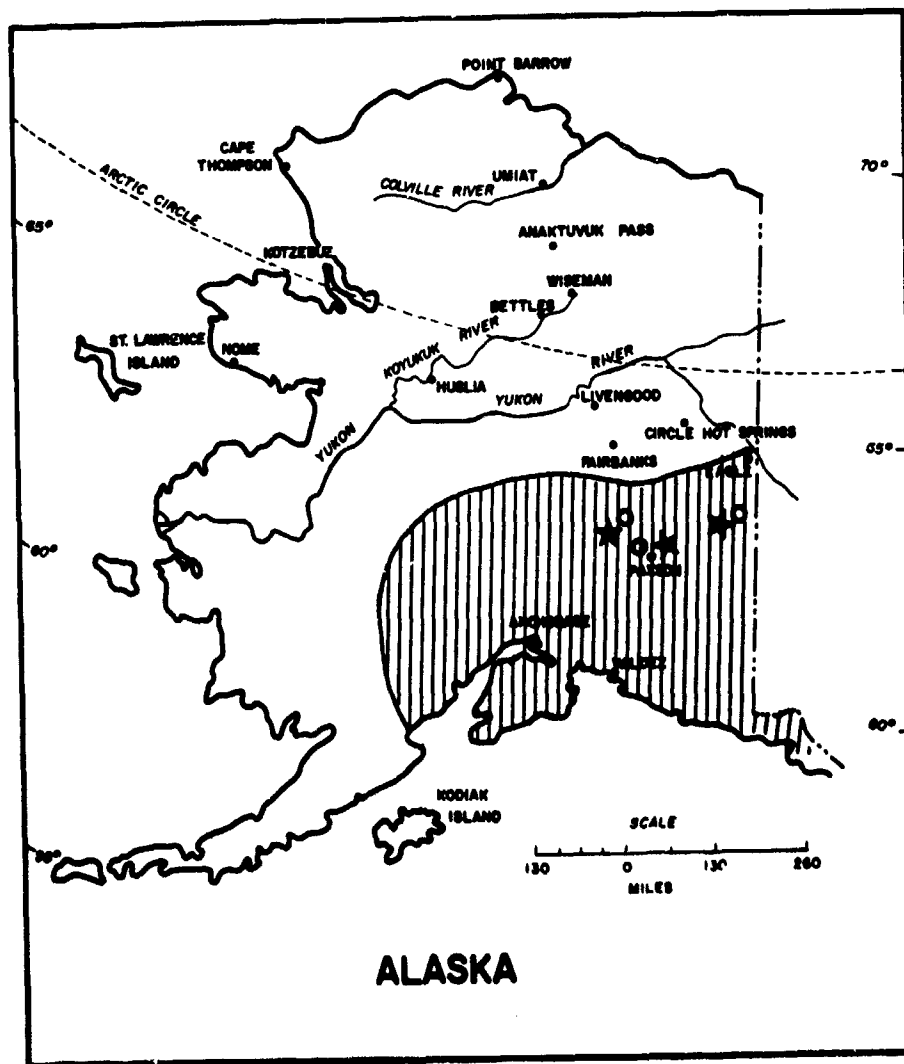 POINT BARROW
CAPE
THOMPSON
70°
UMIAT
COLVILLE RIVER
ARCTIC CIRCLE
65°
ANAKTUVUK PASS
KOTZEBUE
WISEMAN
BETTLES
ST. LAWRENCE
ISLAND
NOME
KOYUKUK
RIVER
RIVER
HUSLIA
LIVENGOOD
YUKON
YUKON
CIRCLE HOT SPRINGS
65°
FAIRBANKS
EAGLE
60°
PAXSON
ANCHORAGE
VALDEZ
60°
KODIAK
ISLAND
SCALE
130 0 130 260
MILES
ALASKA